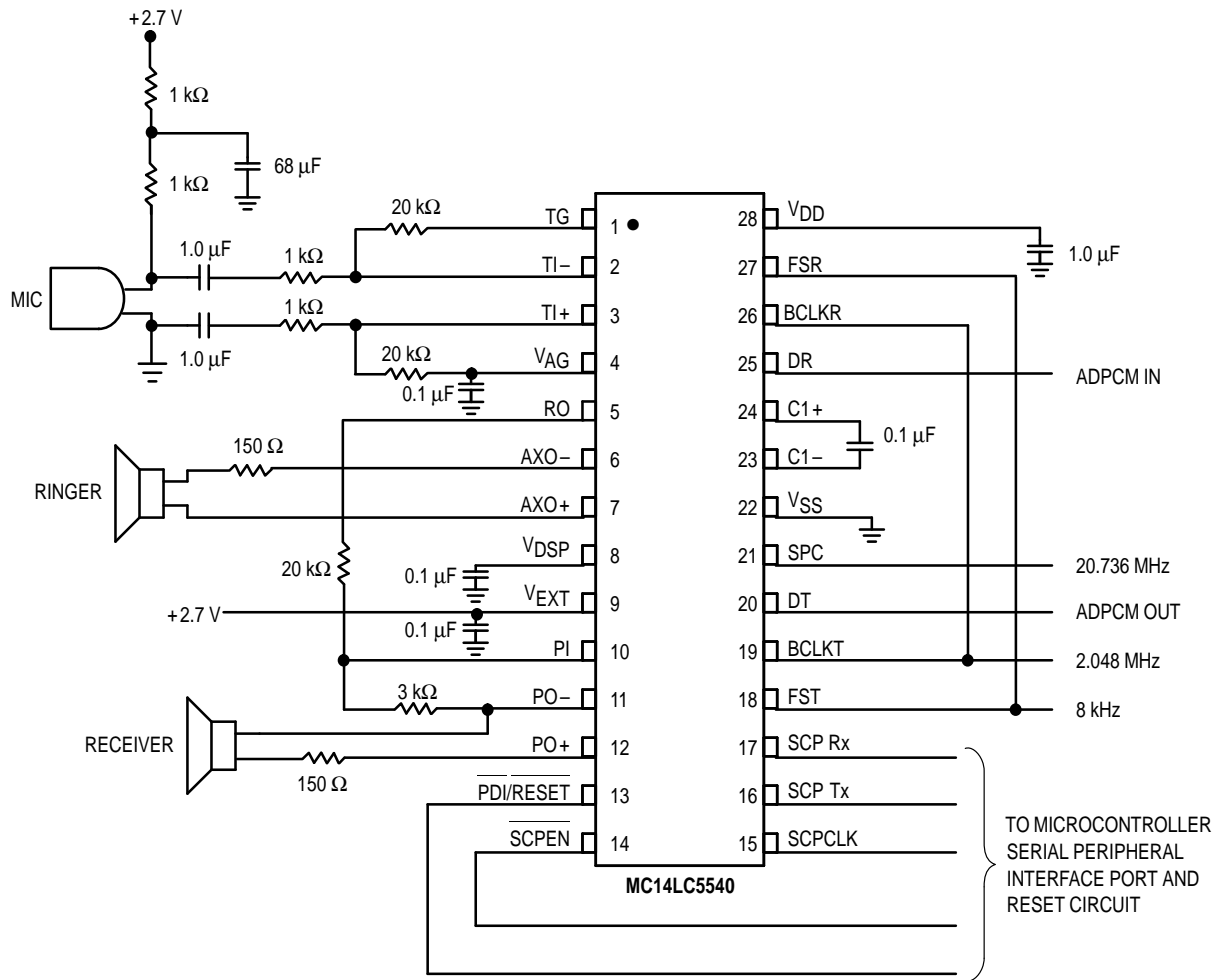 +2.7 V
1 kΩ
68 µF
1 kΩ
20 kΩ
TG
1
28
VDD
1.0 µF
1.0 µF
1 kΩ
TI−
2
27
FSR
MIC
1 kΩ
TI+
3
26
BCLKR
1.0 µF
20 kΩ
VAG
4
25
DR
ADPCM IN
0.1 µF
RO
5
24
C1+
0.1 µF
150 Ω
AXO−
6
23
C1−
RINGER
AXO+
7
22
VSS
20 kΩ
VDSP
8
21
SPC
20.736 MHz
0.1 µF
+2.7 V
VEXT
9
20
DT
ADPCM OUT
0.1 µF
PI
10
19
BCLKT
2.048 MHz
3 kΩ
PO−
11
18
FST
8 kHz
RECEIVER
PO+
12
17
SCP Rx
150 Ω
PDI/RESET
13
16
SCP Tx
SCPEN
14
15
SCPCLK
TO MICROCONTROLLER
SERIAL PERIPHERAL
INTERFACE PORT AND
RESET CIRCUIT
MC14LC5540